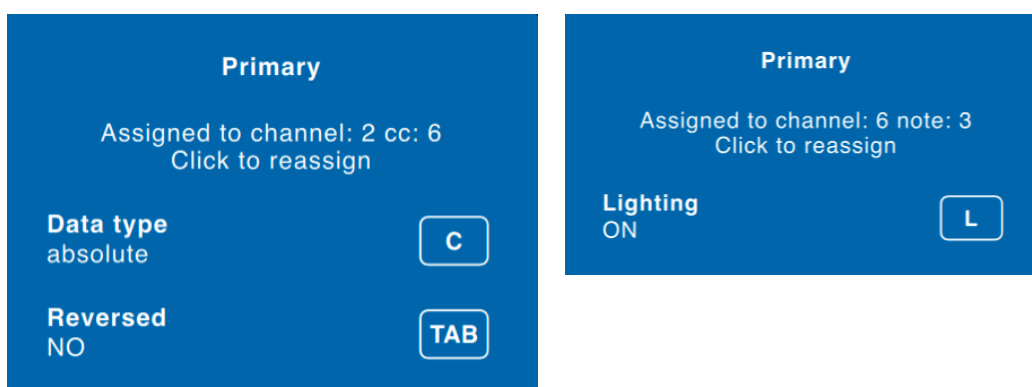 Primary
Assigned to channel: 2 cc: 6
Click to reassign
Data type
absolute
C
Reversed
NO
TAB
Primary
Assigned to channel: 6 note: 3
Click to reassign
Lighting
ON
L